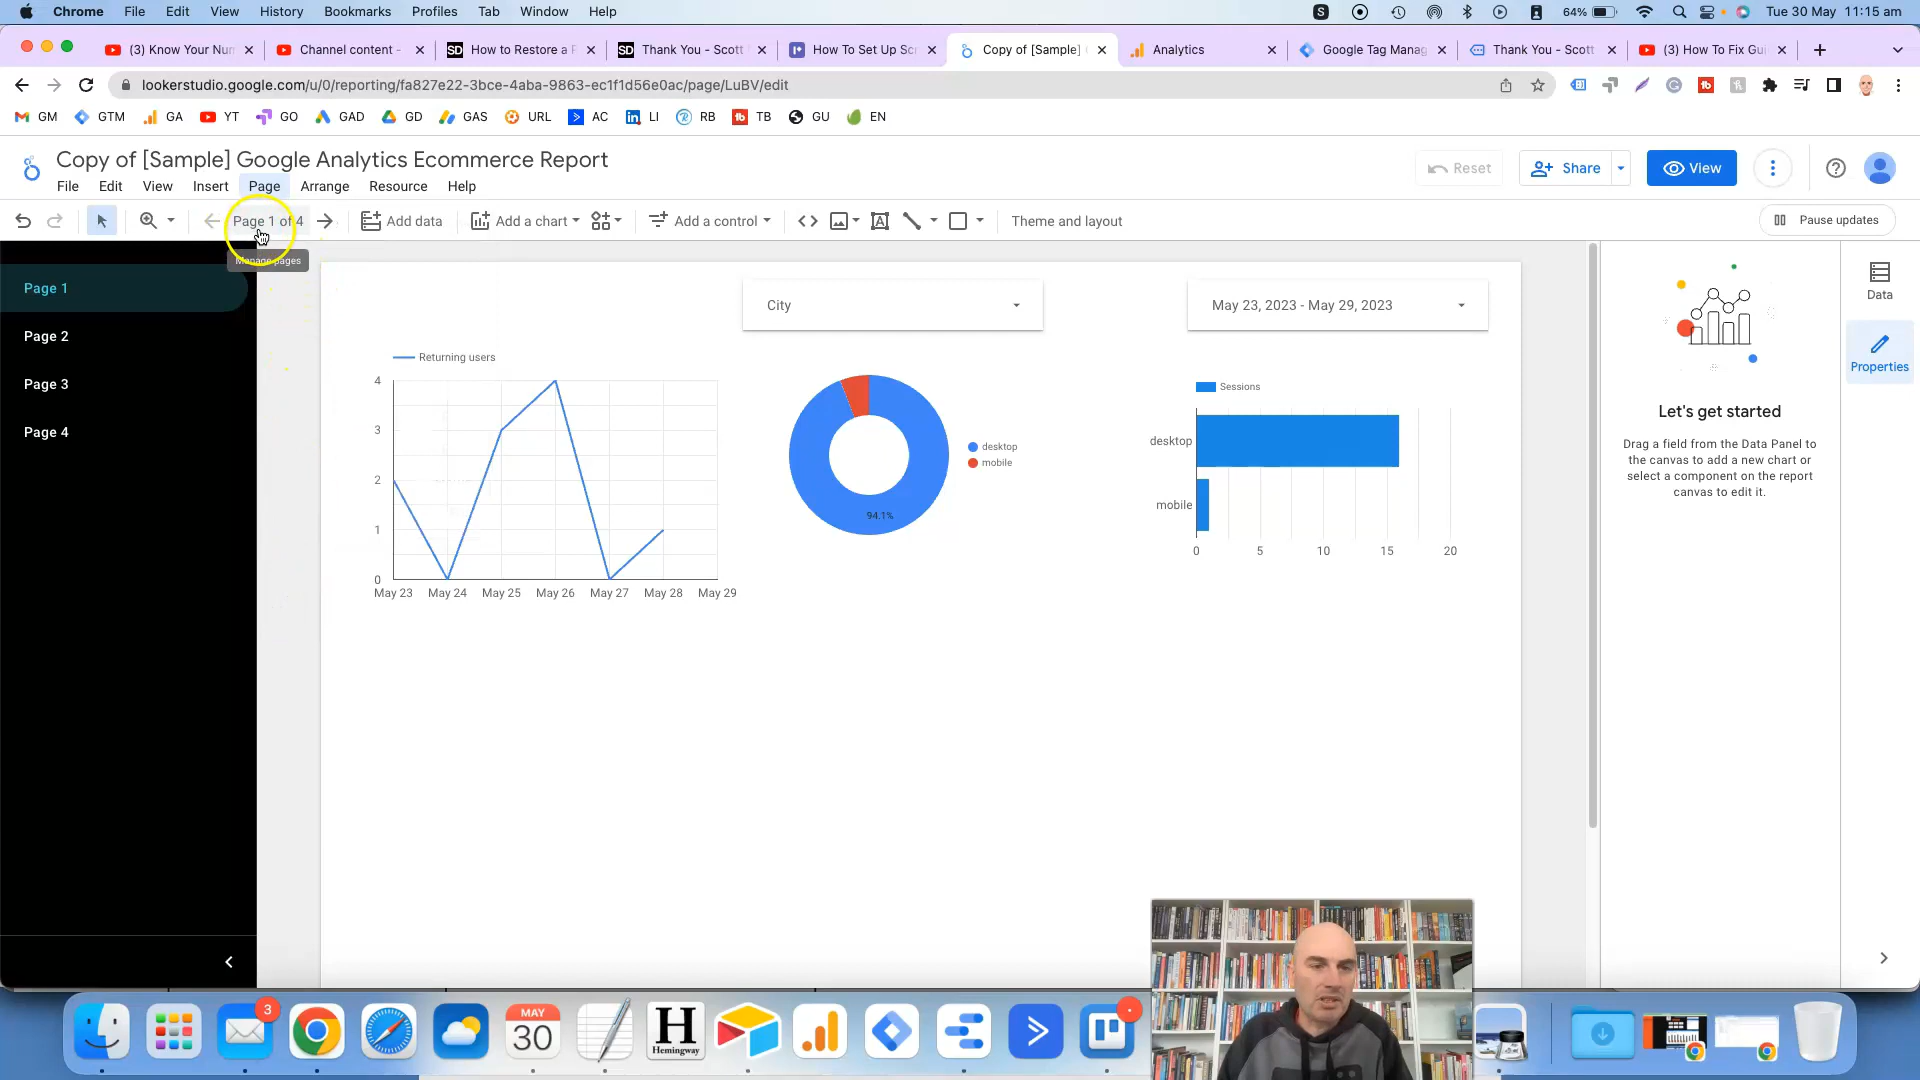 Chrome File Edit View History Bookmarks Profiles Tab Window Help
S 64% Tue 30 May 11:15 am
(3) Know Your Nu
Channel content -
How to Restore a
Thank You - Scott
How To Set Up Sc
Copy of [Sample]
Analytics
Google Tag Manag
Thank You - Scott
(3) How To Fix Gu
lookerstudio.google.com/u/0/reporting/fa827e22-3bce-4aba-9863-ec1f1d56e0ac/page/LuBV/edit
GM GTM GA YT GO GAD GD GAS URL AC LI RB TB GU EN
Copy of [Sample] Google Analytics Ecommerce Report
File Edit View Insert Page Arrange Resource Help
Reset Share View
Page 1 of 4 Add data Add a chart Add a control Theme and layout Pause updates
Manage pages
Page 1
Page 2
Page 3
Page 4
City
May 23, 2023 - May 29, 2023
Returning users
4
3
2
1
0
May 23 May 24 May 25 May 26 May 27 May 28 May 29
desktop
mobile
94.1%
Sessions
desktop
mobile
0 5 10 15 20
Let's get started
Drag a field from the Data Panel to
the canvas to add a new chart or
select a component on the report
canvas to edit it.
Data
Properties
3
MAY
30
H
Hemingway